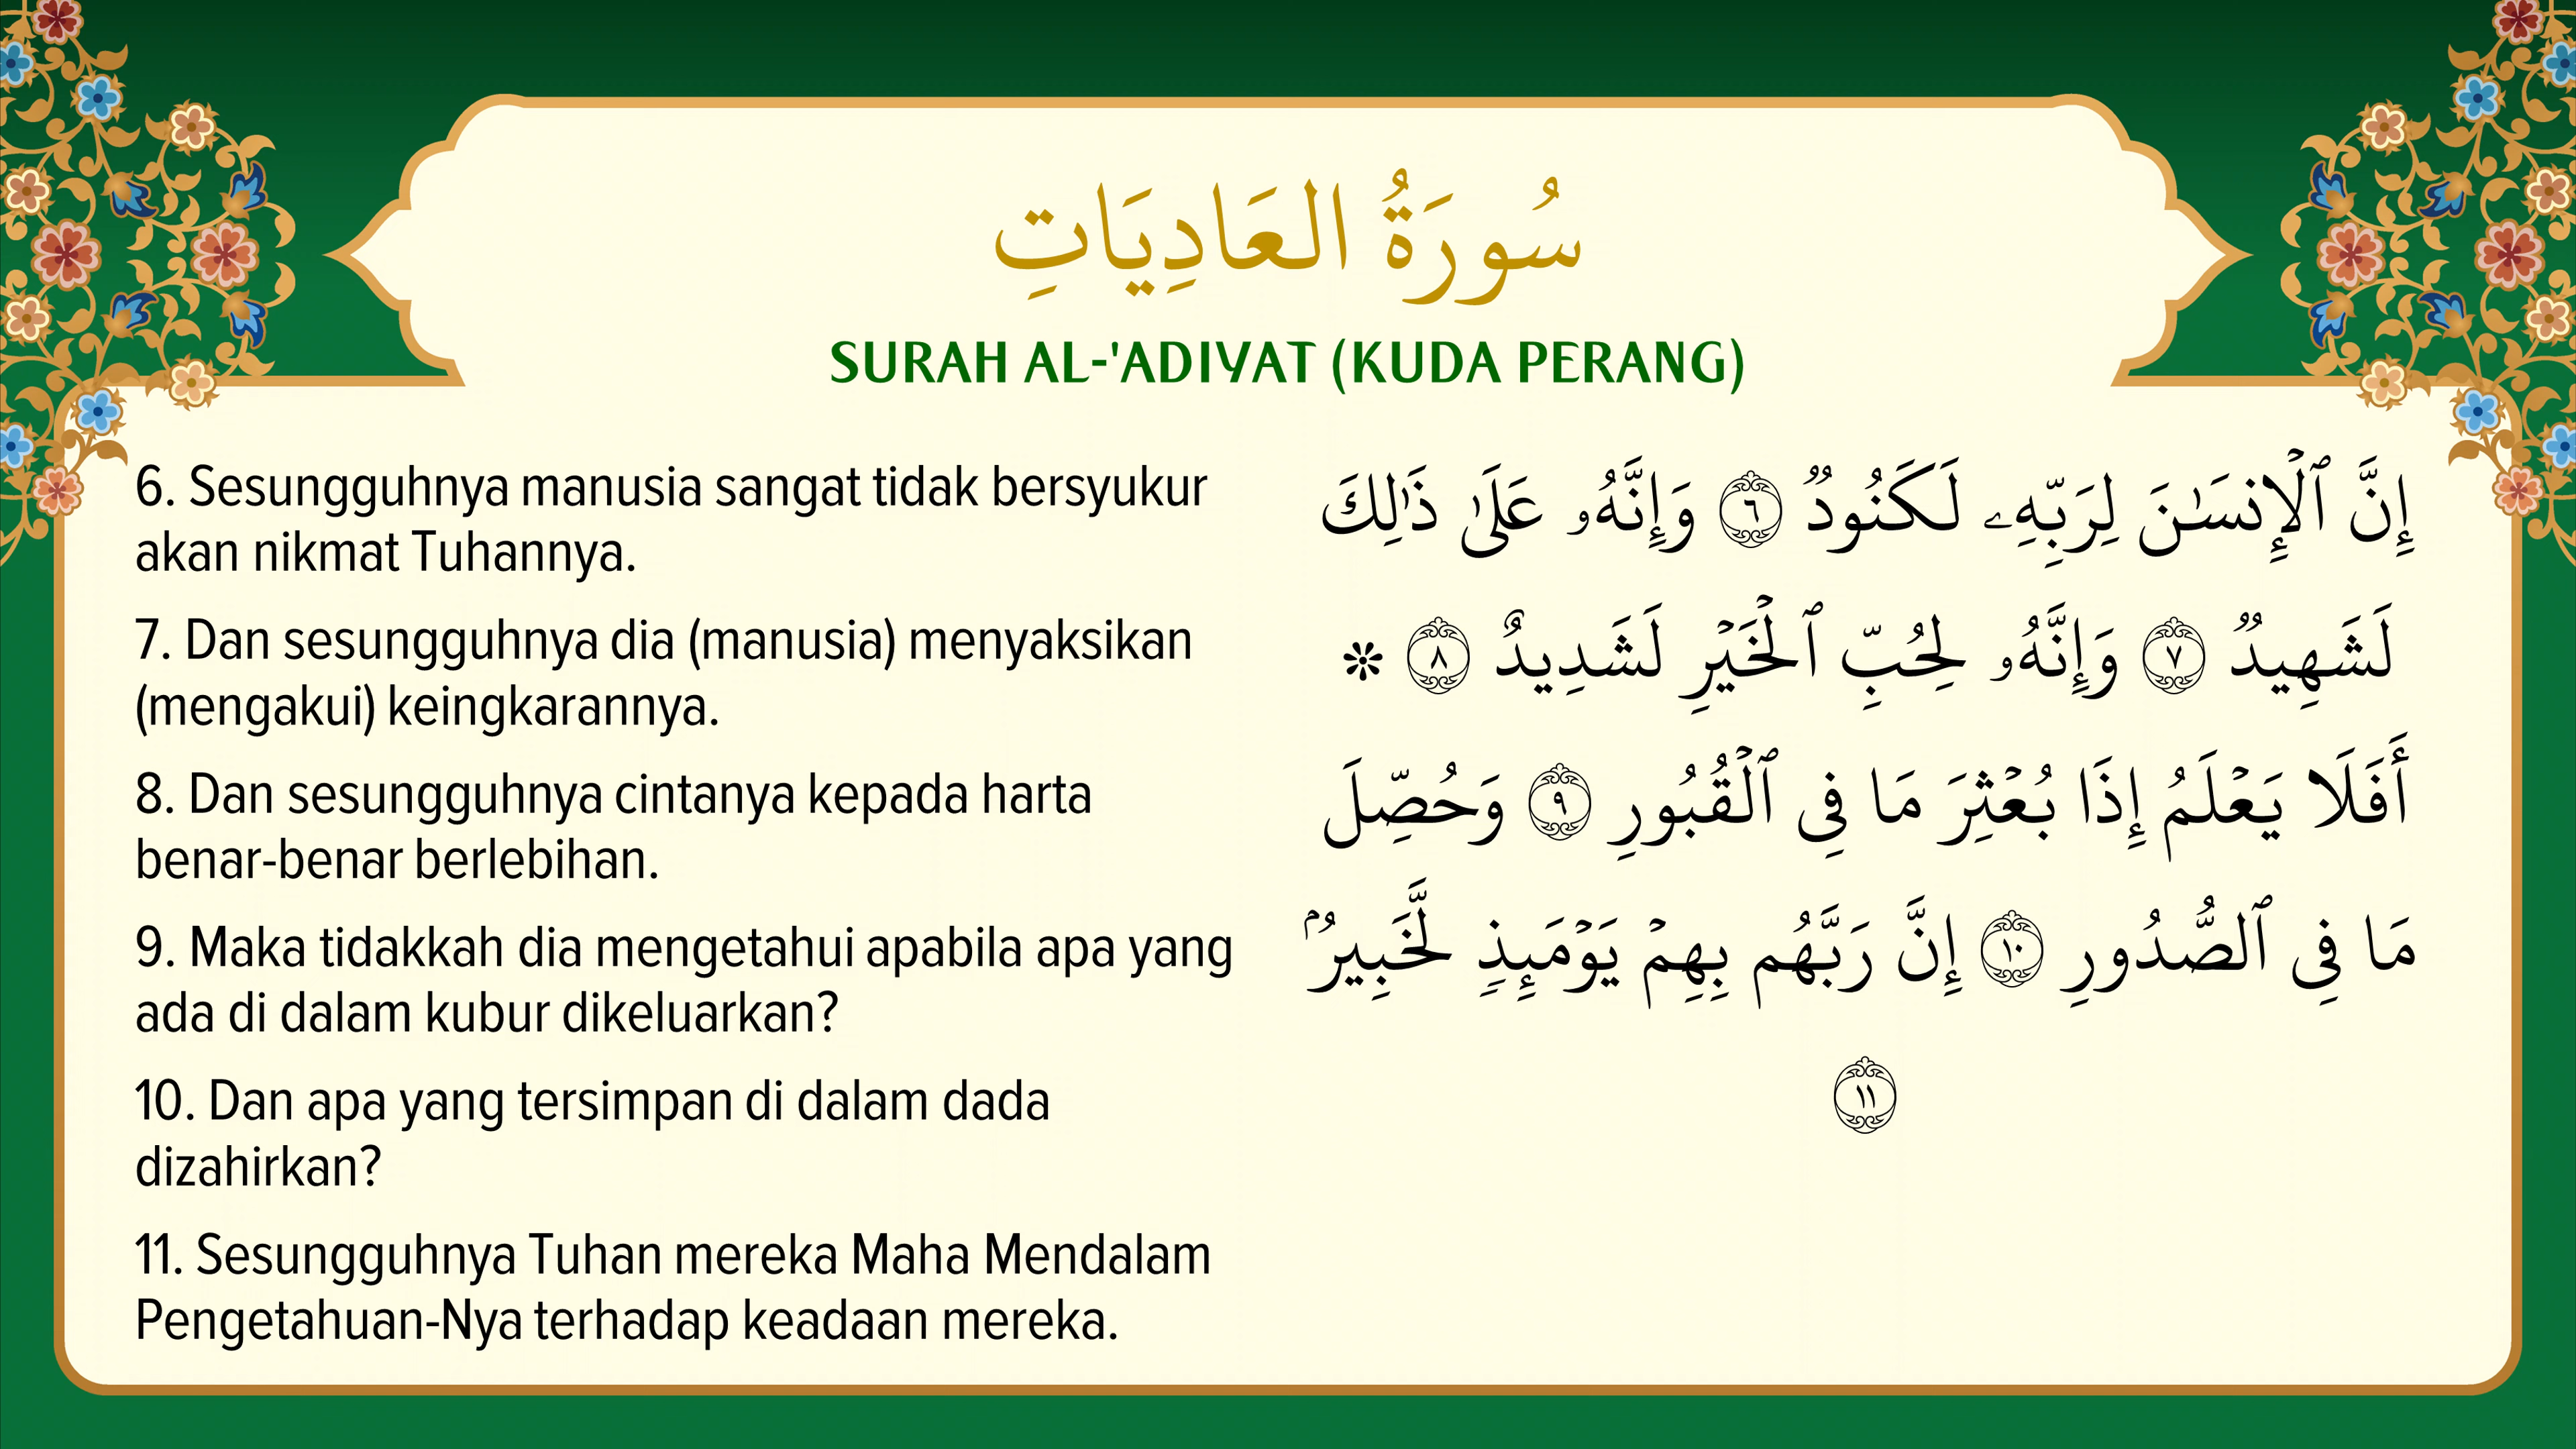 سُورَةُ العَادِيَاتِ
SURAH AL-'ADIYAT (KUDA PERANG)
6. Sesungguhnya manusia sangat tidak bersyukur
akan nikmat Tuhannya.
7. Dan sesungguhnya dia (manusia) menyaksikan
(mengakui) keingkarannya.
8. Dan sesungguhnya cintanya kepada harta
benar-benar berlebihan.
9. Maka tidakkah dia mengetahui apabila apa yang
ada di dalam kubur dikeluarkan?
10. Dan apa yang tersimpan di dalam dada
dizahirkan?
11. Sesungguhnya Tuhan mereka Maha Mendalam
Pengetahuan-Nya terhadap keadaan mereka.
إِنَّ ٱلۡإِنسَٰنَ لِرَبِّهِۦ لَكَنُودٞ ٦ وَإِنَّهُۥ عَلَىٰ ذَٰلِكَ
لَشَهِيدٞ ٧ وَإِنَّهُۥ لِحُبِّ ٱلۡخَيۡرِ لَشَدِيدٌ ٨ ❇
أَفَلَا يَعۡلَمُ إِذَا بُعۡثِرَ مَا فِي ٱلۡقُبُورِ ٩ وَحُصِّلَ
مَا فِي ٱلصُّدُورِ ١٠ إِنَّ رَبَّهُم بِهِمۡ يَوۡمَئِذٖ لَّخَبِيرُۢ
١١